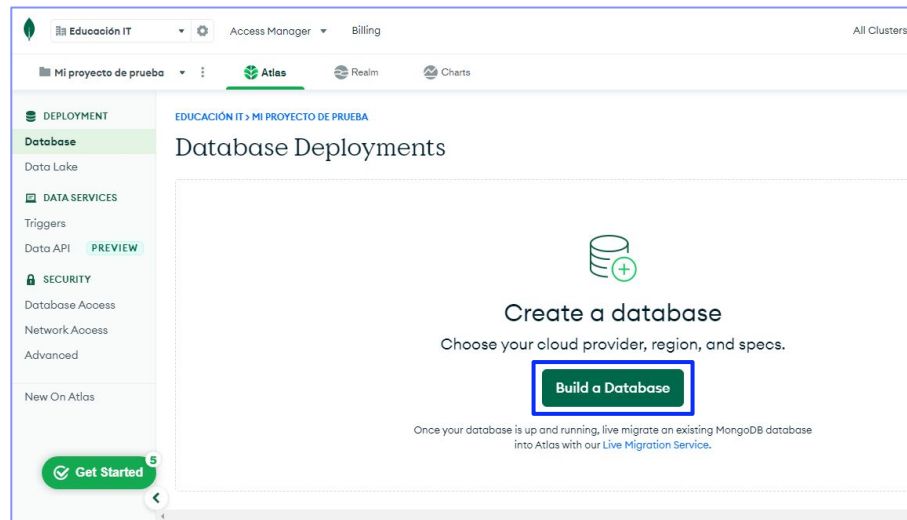 Educación IT
Access Manager
Billing
All Clusters
Mi proyecto de prueba
Atlas
Realm
Charts
DEPLOYMENT
Database
Data Lake
DATA SERVICES
Triggers
Data API PREVIEW
SECURITY
Database Access
Network Access
Advanced
New On Atlas
Get Started
5
EDUCACIÓN IT > MI PROYECTO DE PRUEBA
Database Deployments
Create a database
Choose your cloud provider, region, and specs.
Build a Database
Once your database is up and running, live migrate an existing MongoDB database
into Atlas with our Live Migration Service.